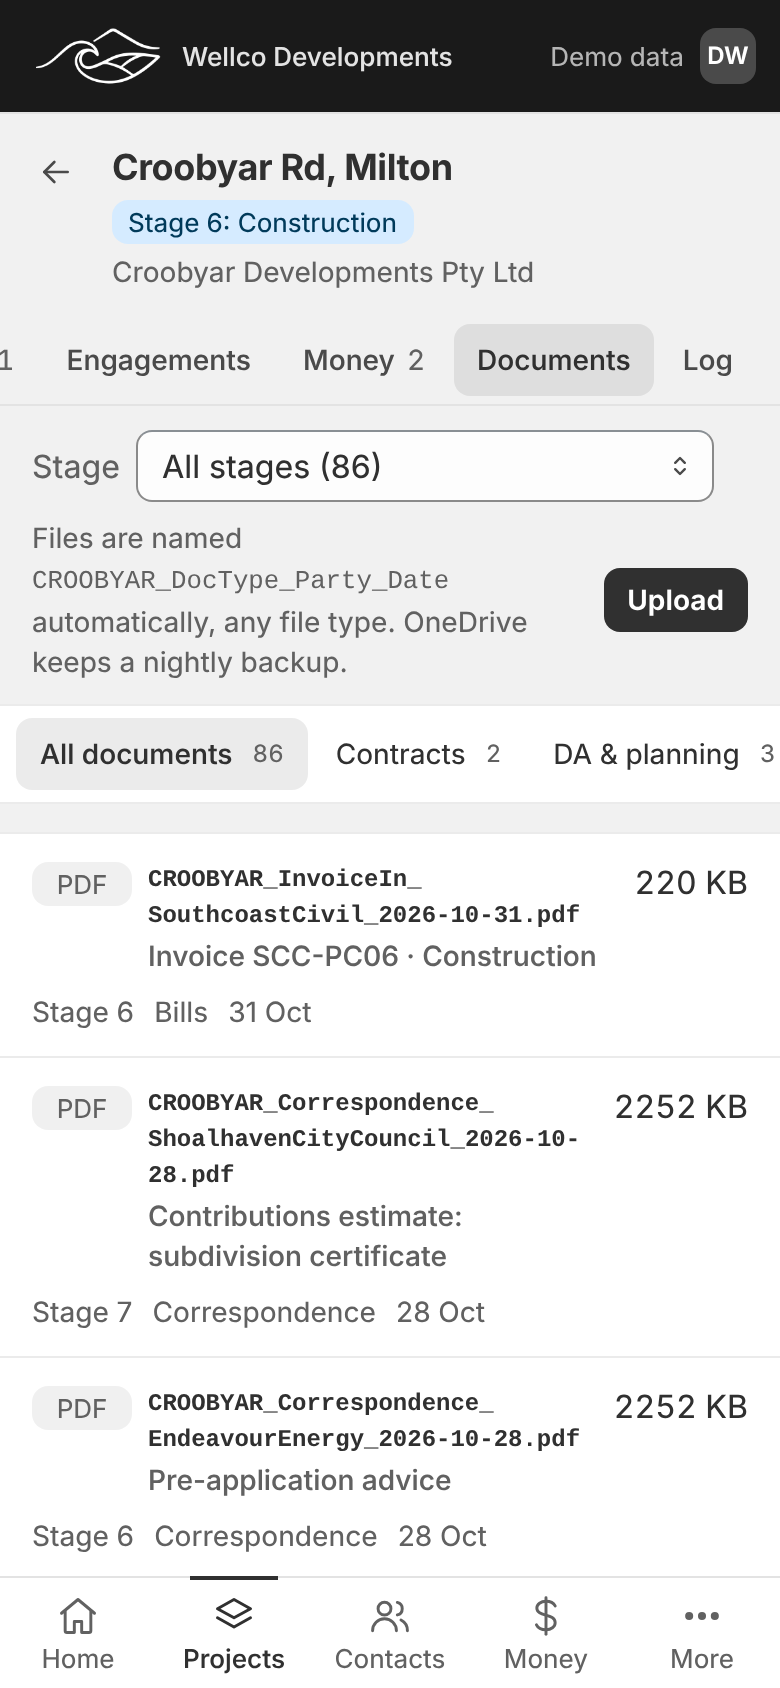 Wellco Developments
Demo data
DW
Croobyar Rd, Milton
Stage 6: Construction
Croobyar Developments Pty Ltd
1 Engagements Money 2 Documents Log
Stage All stages (86)
Files are named
CROOBYAR_DocType_Party_Date
automatically, any file type. OneDrive
keeps a nightly backup.
Upload
All documents 86 Contracts 2 DA & planning 3
PDF
CROOBYAR_InvoiceIn_
SouthcoastCivil_2026-10-31.pdf
220 KB
Invoice SCC-PC06 · Construction
Stage 6 Bills 31 Oct
PDF
CROOBYAR_Correspondence_
ShoalhavenCityCouncil_2026-10-
28.pdf
2252 KB
Contributions estimate:
subdivision certificate
Stage 7 Correspondence 28 Oct
PDF
CROOBYAR_Correspondence_
EndeavourEnergy_2026-10-28.pdf
2252 KB
Pre-application advice
Stage 6 Correspondence 28 Oct
Home Projects Contacts Money More